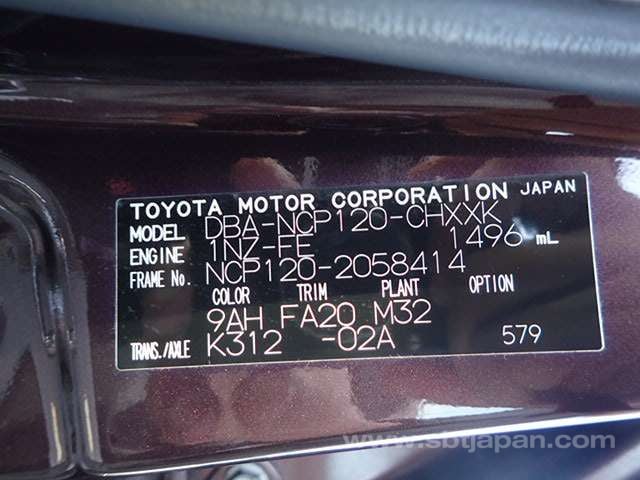 TOYOTA MOTOR CORPORATION JAPAN
MODEL DBA-NCP120-CHXXK
ENGINE 1NZ-FE 1496 mL
FRAME No. NCP120-2058414
COLOR TRIM PLANT OPTION
9AH FA20 M32
TRANS./AXLE K312 -02A 579
www.sbtjapan.com